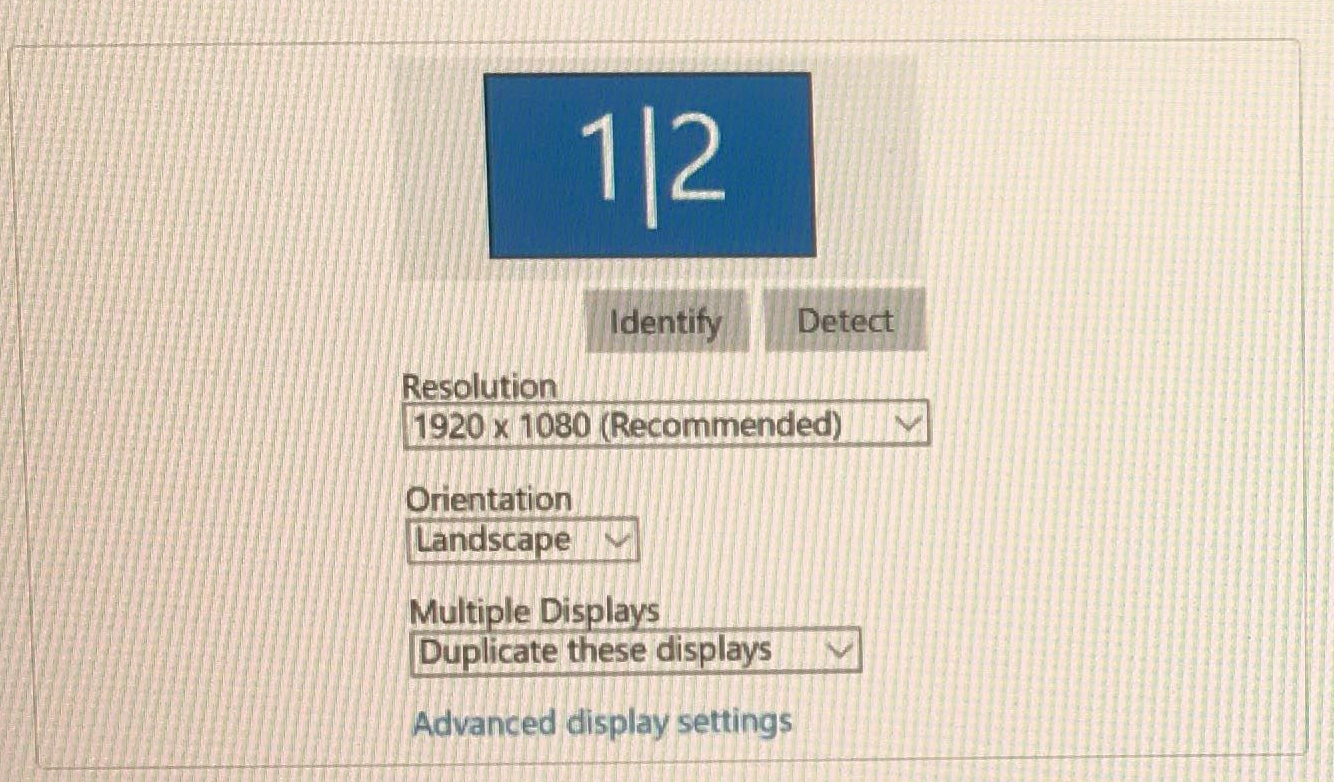 1|2
Identify Detect
Resolution
1920 x 1080 (Recommended)
Orientation
Landscape
Multiple Displays
Duplicate these displays
Advanced display settings